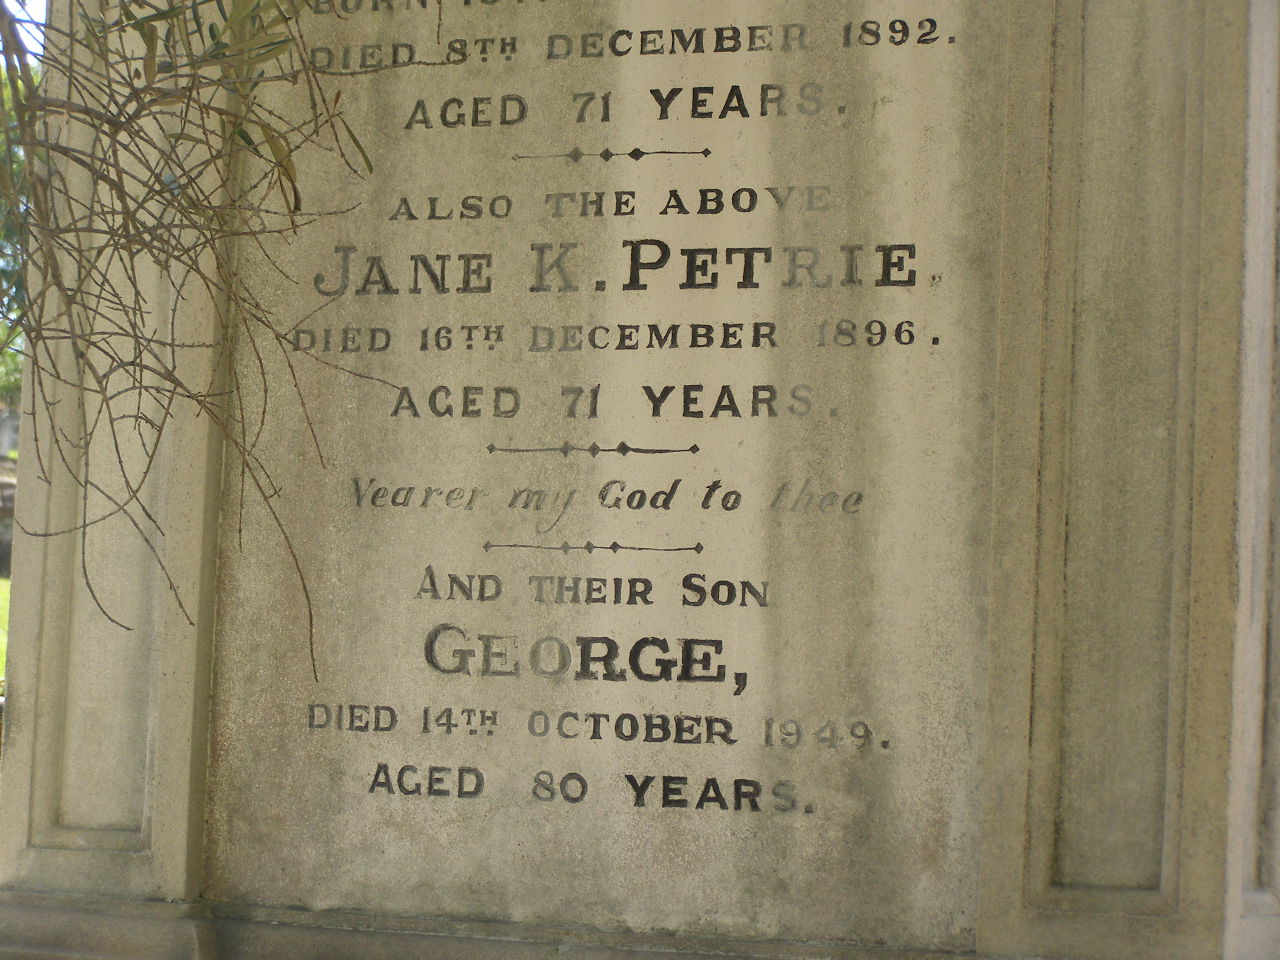 BORN
DIED 8TH DECEMBER 1892.
AGED 71 YEARS.
ALSO THE ABOVE
JANE K. PETRIE.
DIED 16TH DECEMBER 1896.
AGED 71 YEARS.
Nearer my God to thee
AND THEIR SON
GEORGE,
DIED 14TH OCTOBER 1949.
AGED 80 YEARS.